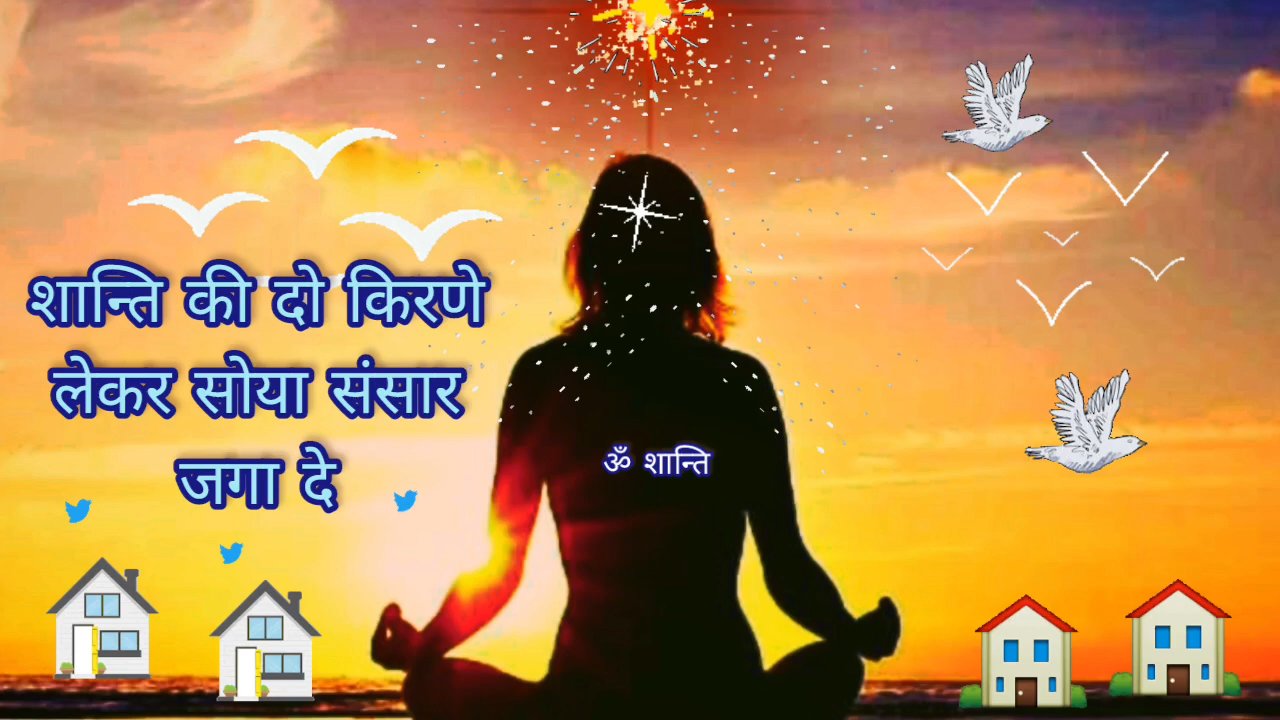 शान्ति की दो किरणे
लेकर सोया संसार
जगा दे
ॐ शान्ति